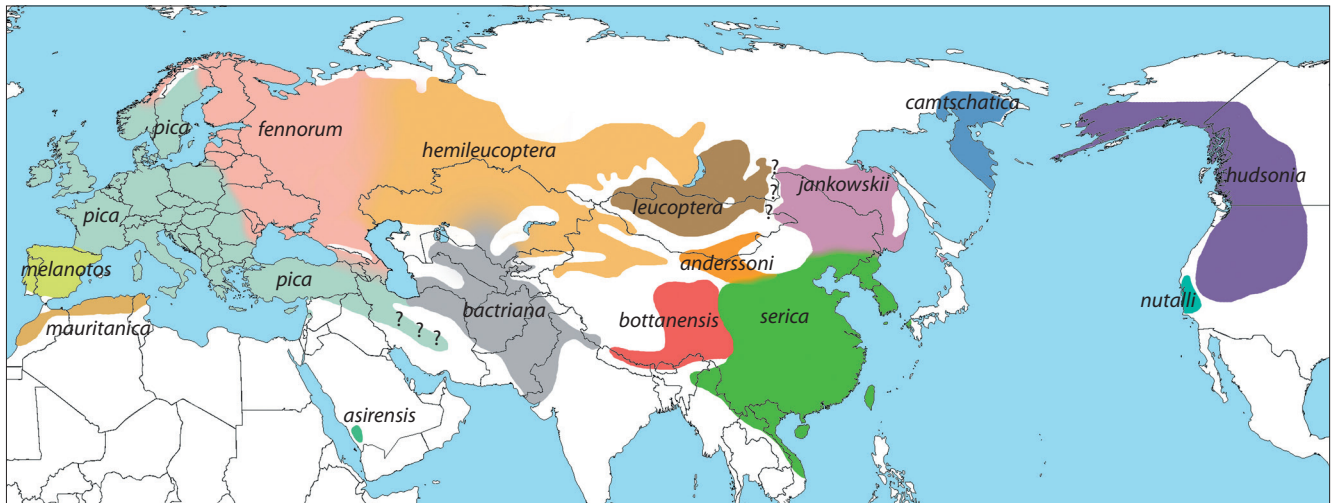 camtschatica
pica
fennorum
hemileucoptera
?
?
?
jankowskii
hudsonia
leucoptera
pica
melanotos
pica
anderssoni
mauritanica
? ? ?
bactriana
bottanensis
serica
nutalli
asirensis